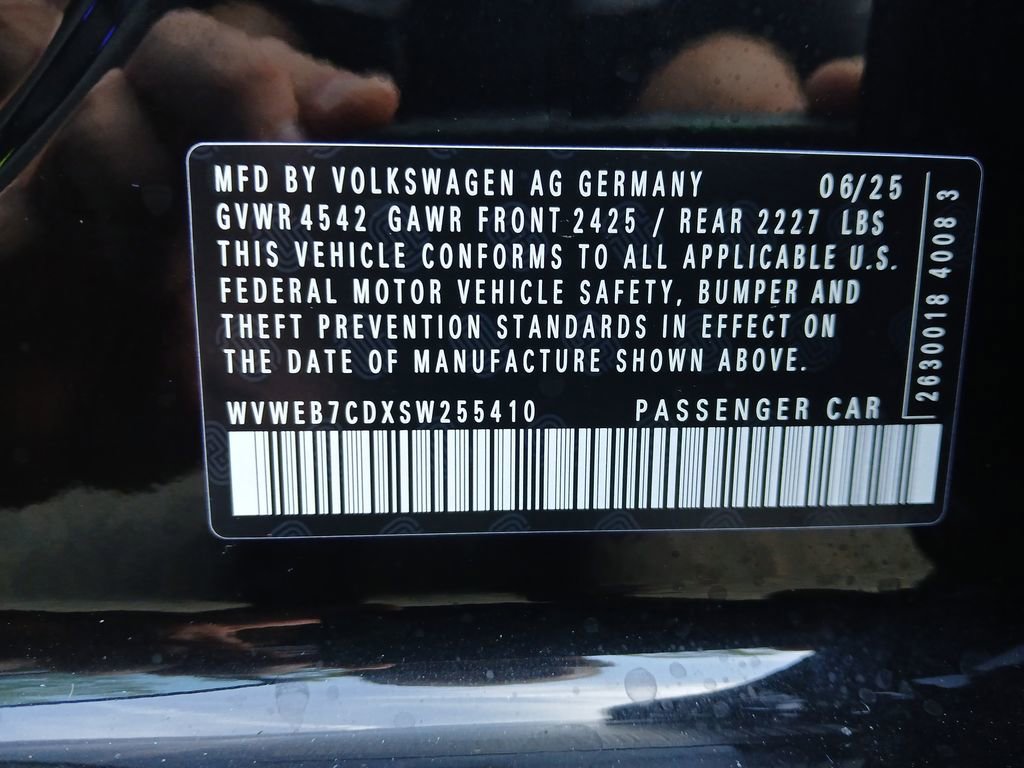 MFD BY VOLKSWAGEN AG GERMANY 06/25
GVWR 4542 GAWR FRONT 2425 / REAR 2227 LBS
THIS VEHICLE CONFORMS TO ALL APPLICABLE U.S.
FEDERAL MOTOR VEHICLE SAFETY, BUMPER AND
THEFT PREVENTION STANDARDS IN EFFECT ON
THE DATE OF MANUFACTURE SHOWN ABOVE.
WVWEB7CDXSW255410 PASSENGER CAR
2630018 4008 3